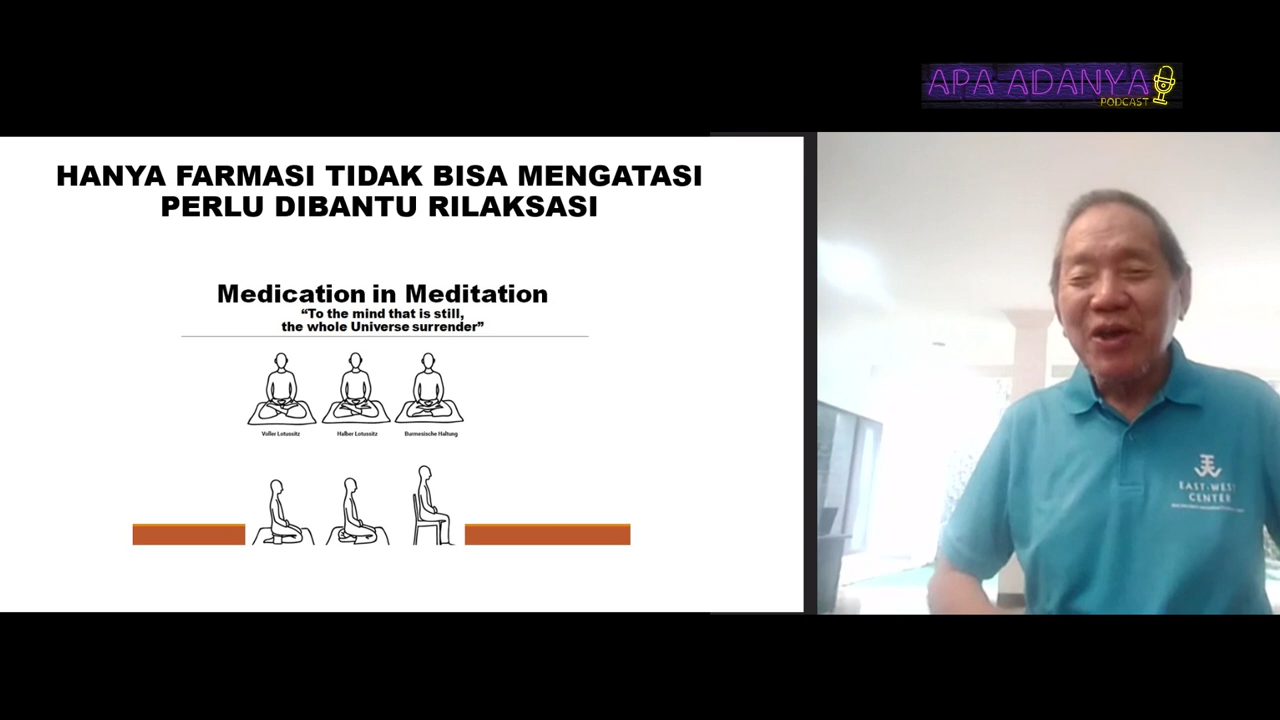 APA ADANYA
PODCAST
HANYA FARMASI TIDAK BISA MENGATASI
PERLU DIBANTU RILAKSASI
Medication in Meditation
“To the mind that is still,
the whole Universe surrender”
Voller Lotussitz
Halber Lotussitz
Burmesische Haltung
EAST-WEST
CENTER